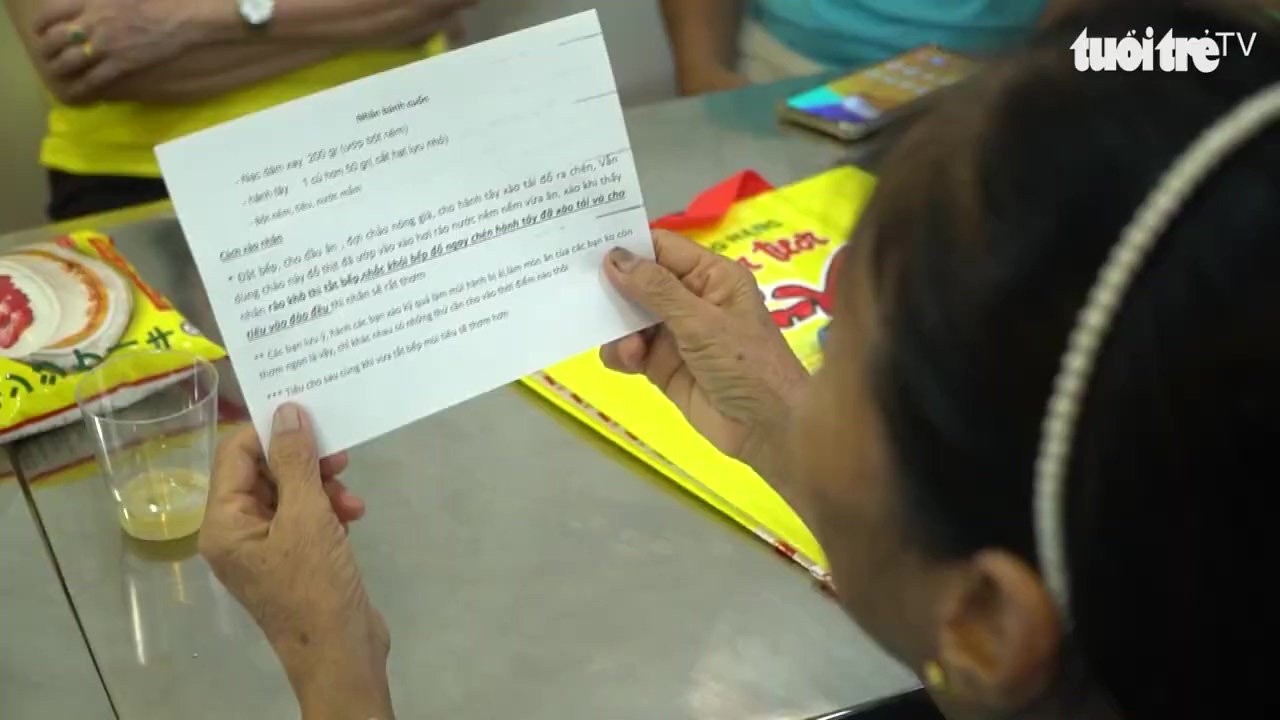 tuổi trẻ TV
Nhân bánh cuốn
- Nạc dăm xay 200 gr (ướp bột nêm)
- hành tây 1 củ hơn 50 gr( cắt hạt lựu nhỏ)
- Bột nêm, tiêu, nước mắm
Cách xào nhân
* Đặt bếp, cho dầu ăn , đợi chảo nóng già, cho hành tây xào tái đổ ra chén, Vẫn
dùng chảo này đổ thịt đã ướp vào xào hơi ráo nước nêm nếm vừa ăn, xào khi thấy
nhân ráo khô thì tắt bếp nhấc khỏi bếp đổ ngay chén hành tây đã xào tái và cho
tiêu vào đảo đều thì nhân sẽ rất thơm
** Các bạn lưu ý, hành các bạn xào kỹ quá làm mùi hành bị ỉ, làm món ăn của các bạn ko còn
thơm ngon là vậy, chỉ khác nhau có những thứ cần cho vào thời điểm nào thôi
*** Tiêu cho sau cùng khi vừa tắt bếp mùi tiêu sẽ thơm hơn